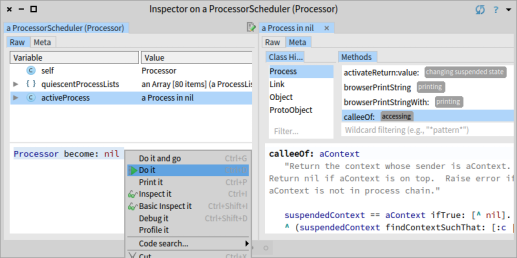 Inspector on a ProcessorScheduler (Processor)
a ProcessorScheduler (Processor)
Raw Meta
Variable Value
self Processor
quiescentProcessLists an Array [80 items] (a ProcessLis
activeProcess a Process in nil
Processor become: nil
Do it and go Ctrl+G
Do it Ctrl+D
Print it Ctrl+P
Inspect it Ctrl+I
Basic Inspect it Ctrl+Shift+I
Debug it Ctrl+Shift+D
Profile it
Code search...
Cut
a Process in nil
Raw Meta
Class Hi...
Process
Link
Object
ProtoObject
Filter...
Methods
activateReturn:value: changing suspended state
browserPrintString printing
browserPrintStringWith: printing
calleeOf: accessing
Wildcard filtering (e.g., "*pattern*")
calleeOf: aContext
"Return the context whose sender is aContext.
Return nil if aContext is on top. Raise error if
aContext is not in process chain."
suspendedContext == aContext ifTrue: [^ nil].
^ (suspendedContext findContextSuchThat: [:c |